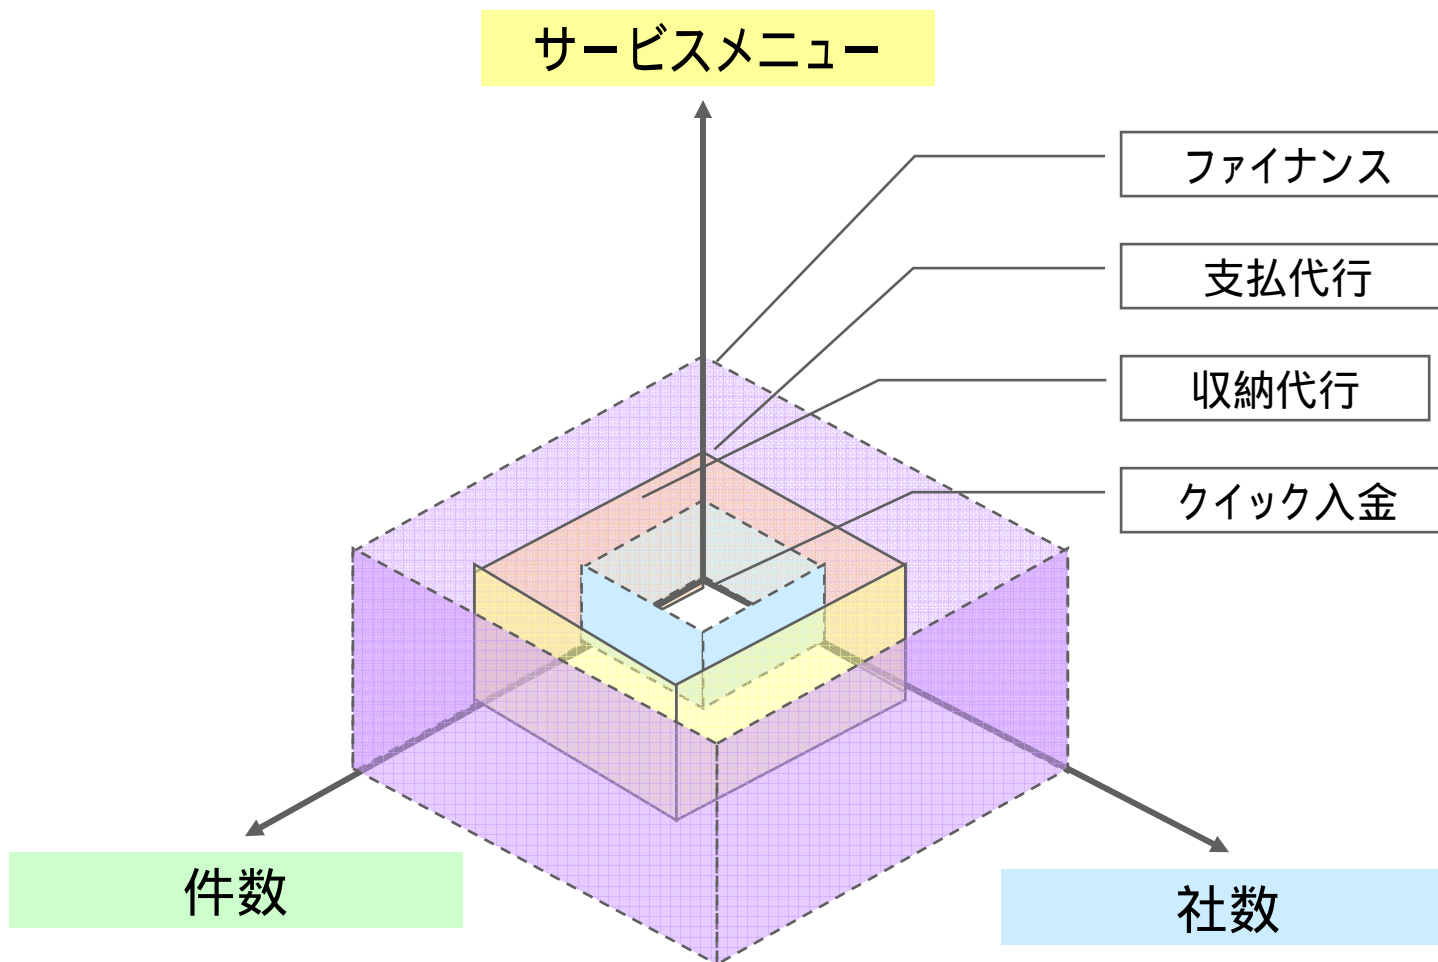 サービスメニュー
ファイナンス
支払代行
収納代行
クイック入金
件数
社数